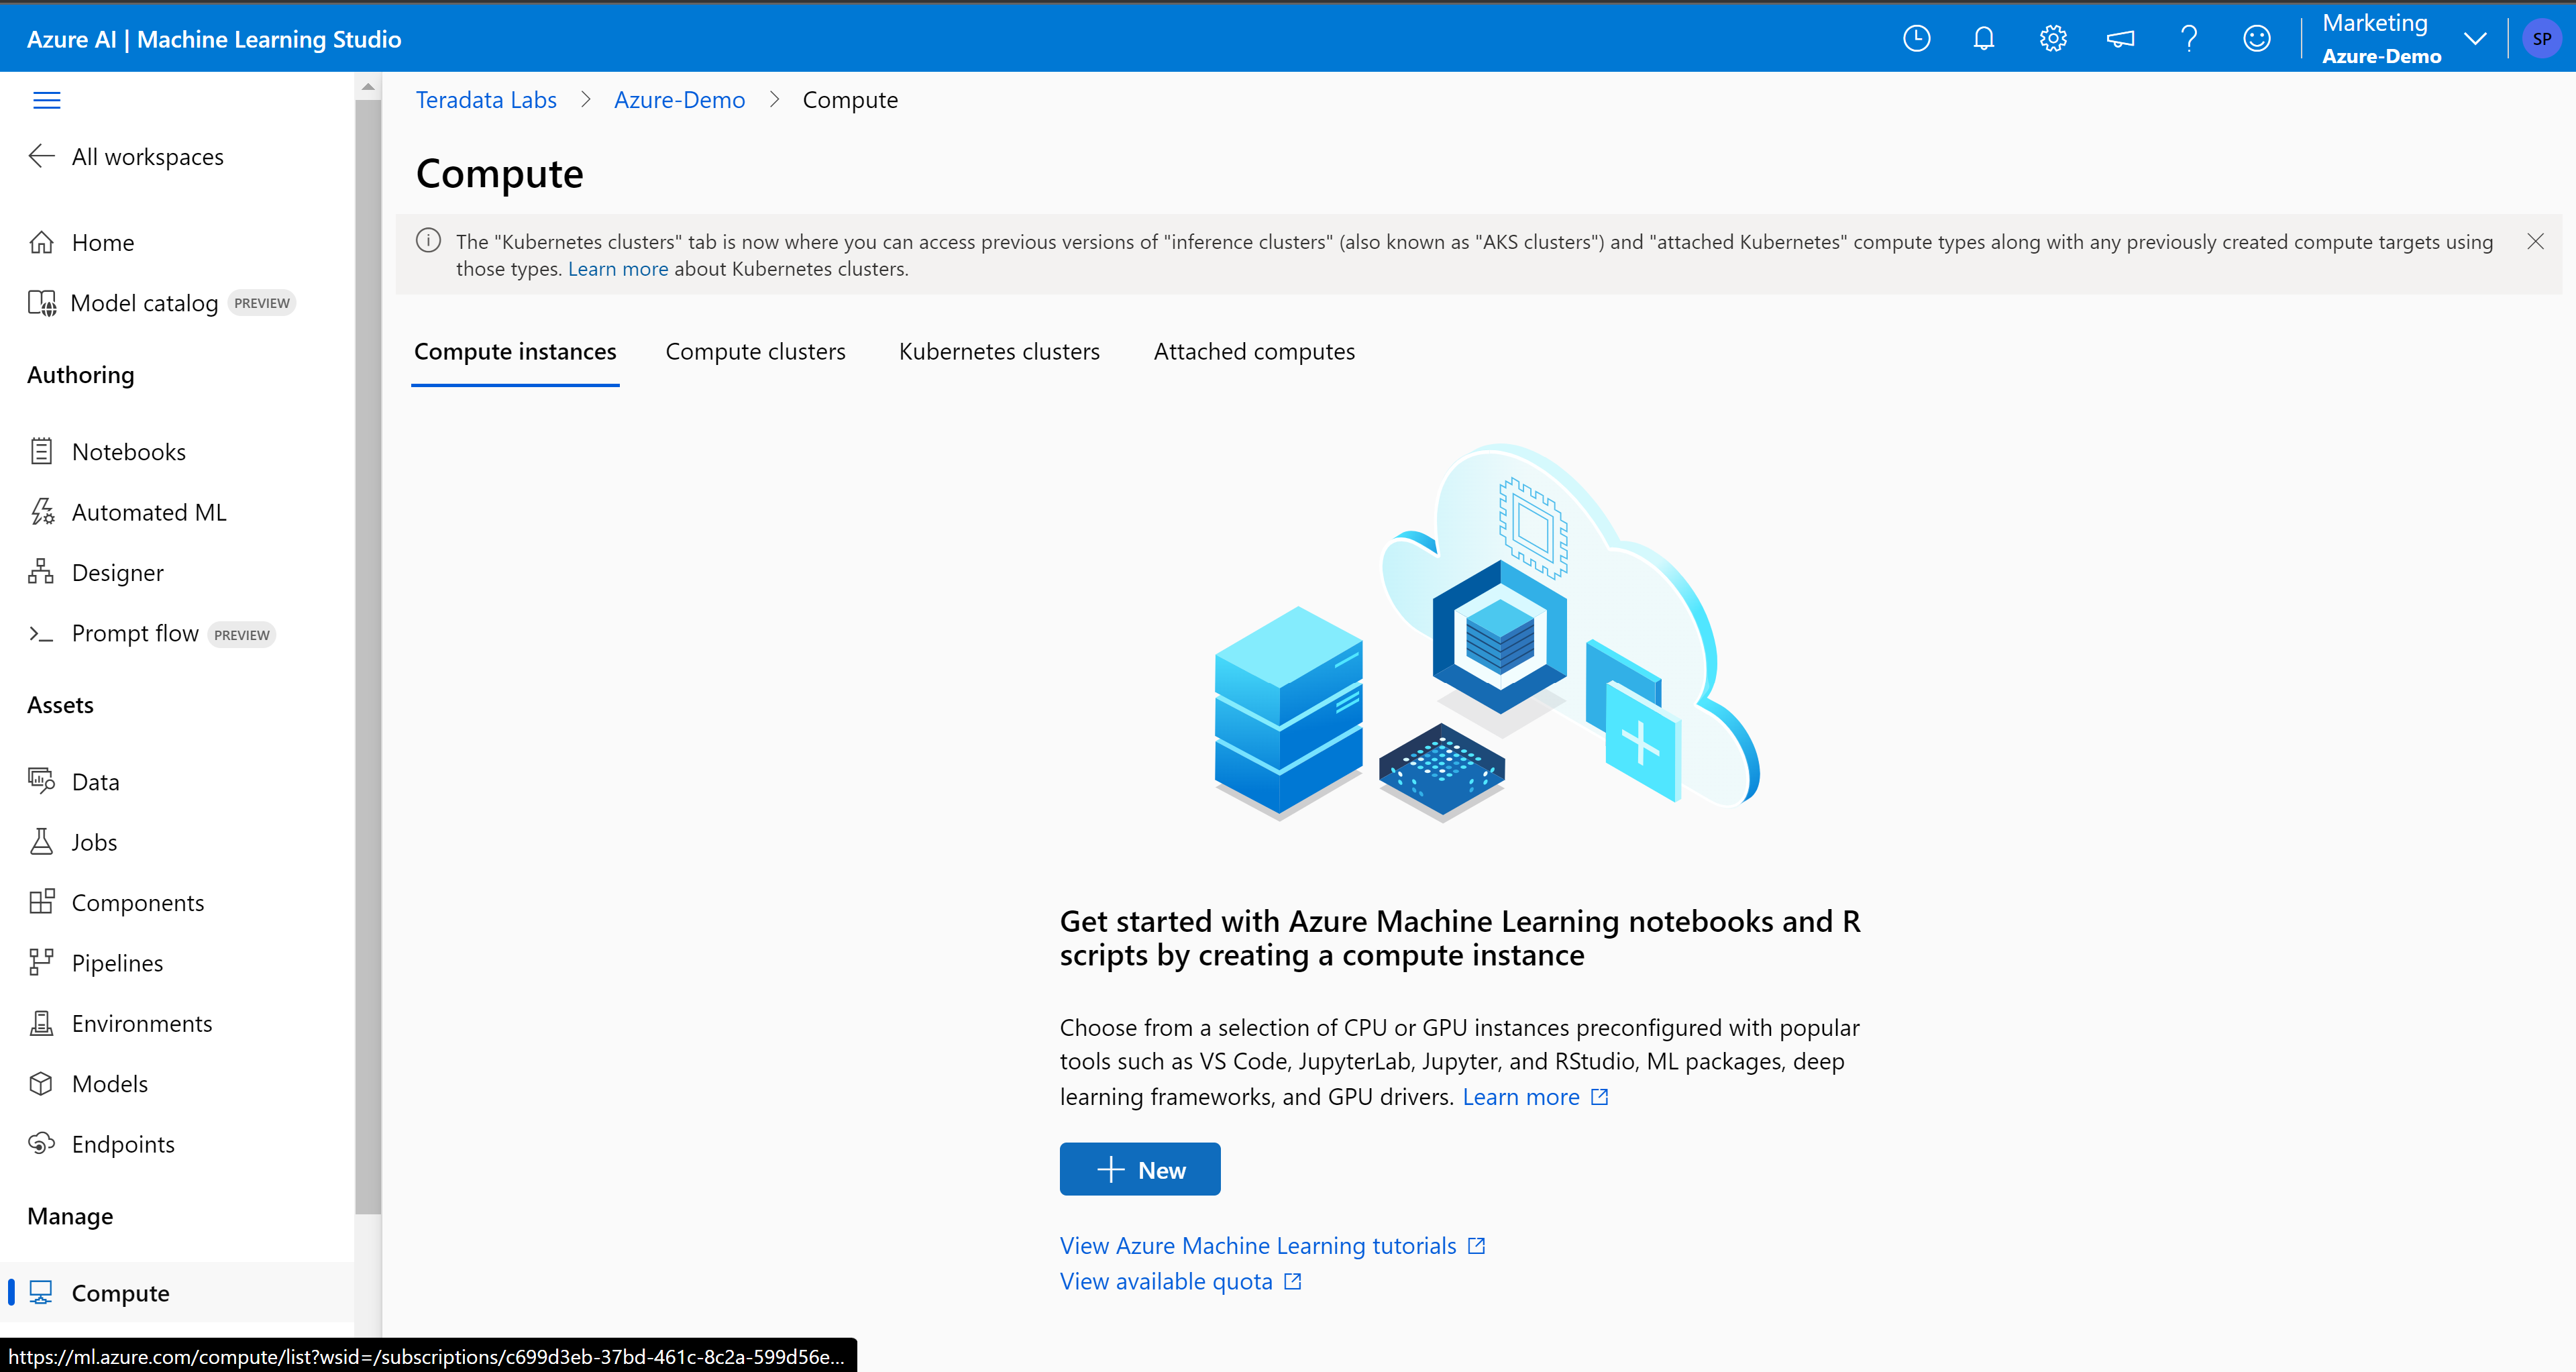 Azure AI | Machine Learning Studio
Marketing
Azure-Demo
SP
All workspaces
Home
Model catalog PREVIEW
Authoring
Notebooks
Automated ML
Designer
Prompt flow PREVIEW
Assets
Data
Jobs
Components
Pipelines
Environments
Models
Endpoints
Manage
Compute
Teradata Labs > Azure-Demo > Compute
Compute
The "Kubernetes clusters" tab is now where you can access previous versions of "inference clusters" (also known as "AKS clusters") and "attached Kubernetes" compute types along with any previously created compute targets using
those types. Learn more about Kubernetes clusters.
Compute instances Compute clusters Kubernetes clusters Attached computes
Get started with Azure Machine Learning notebooks and R
scripts by creating a compute instance
Choose from a selection of CPU or GPU instances preconfigured with popular
tools such as VS Code, JupyterLab, Jupyter, and RStudio, ML packages, deep
learning frameworks, and GPU drivers. Learn more
New
View Azure Machine Learning tutorials
View available quota
https://ml.azure.com/compute/list?wsid=/subscriptions/c699d3eb-37bd-461c-8c2a-599d56e...